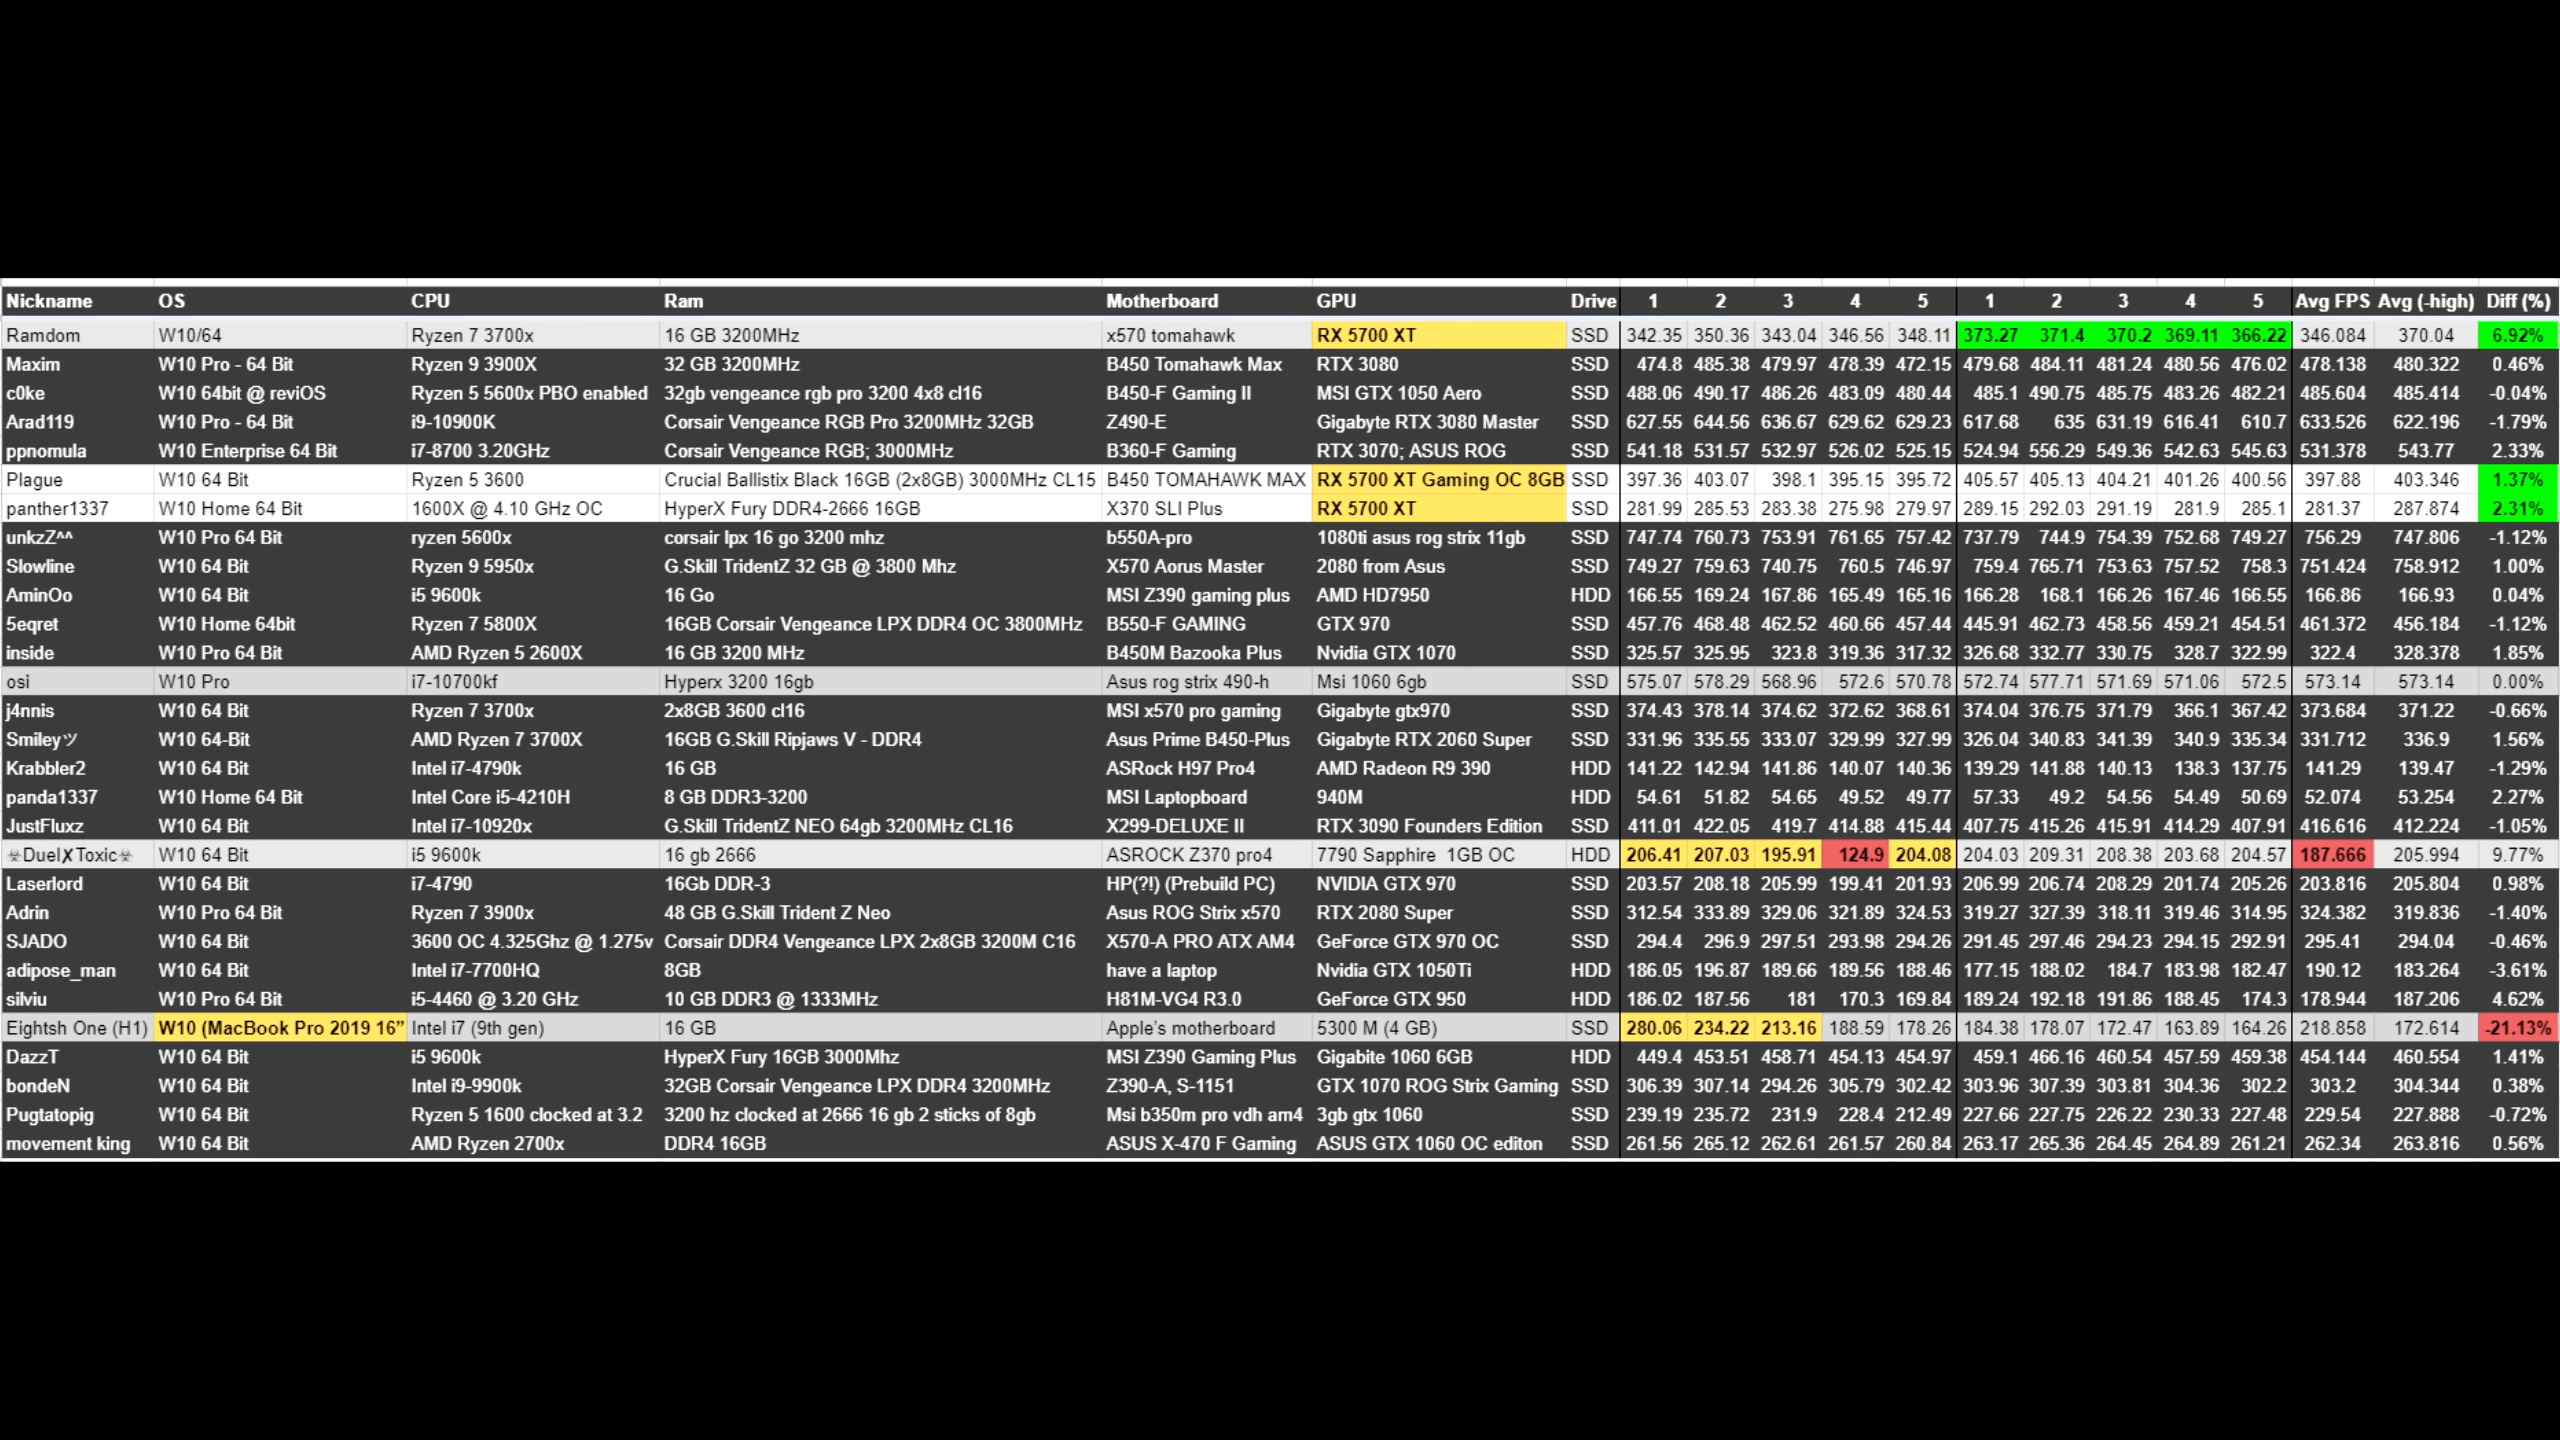 Nickname OS CPU Ram Motherboard GPU Drive 1 2 3 4 5 1 2 3 4 5 Avg FPS Avg (-high) Diff (%)
Ramdom W10/64 Ryzen 7 3700x 16 GB 3200MHz x570 tomahawk RX 5700 XT SSD 342.35 350.36 343.04 346.56 348.11 373.27 371.4 370.2 369.11 366.22 346.084 370.04 6.92%
Maxim W10 Pro - 64 Bit Ryzen 9 3900X 32 GB 3200MHz B450 Tomahawk Max RTX 3080 SSD 474.8 485.38 479.97 478.39 472.15 479.68 484.11 481.24 480.56 476.02 478.138 480.322 0.46%
c0ke W10 64bit @ reviOS Ryzen 5 5600x PBO enabled 32gb vengeance rgb pro 3200 4x8 cl16 B450-F Gaming II MSI GTX 1050 Aero SSD 488.06 490.17 486.26 483.09 480.44 485.1 490.75 485.75 483.26 482.21 485.604 485.414 -0.04%
Arad119 W10 Pro - 64 Bit i9-10900K Corsair Vengeance RGB Pro 3200MHz 32GB Z490-E Gigabyte RTX 3080 Master SSD 627.55 644.56 636.67 629.62 629.23 617.68 635 631.19 616.41 610.7 633.526 622.196 -1.79%
ppnomula W10 Enterprise 64 Bit i7-8700 3.20GHz Corsair Vengeance RGB; 3000MHz B360-F Gaming RTX 3070; ASUS ROG SSD 541.18 531.57 532.97 526.02 525.15 524.94 556.29 549.36 542.63 545.63 531.378 543.77 2.33%
Plague W10 64 Bit Ryzen 5 3600 Crucial Ballistix Black 16GB (2x8GB) 3000MHz CL15 B450 TOMAHAWK MAX RX 5700 XT Gaming OC 8GB SSD 397.36 403.07 398.1 395.15 395.72 405.57 405.13 404.21 401.26 400.56 397.88 403.346 1.37%
panther1337 W10 Home 64 Bit 1600X @ 4.10 GHz OC HyperX Fury DDR4-2666 16GB X370 SLI Plus RX 5700 XT SSD 281.99 285.53 283.38 275.98 279.97 289.15 292.03 291.19 281.9 285.1 281.37 287.874 2.31%
unkzZ^^ W10 Pro 64 Bit ryzen 5600x corsair lpx 16 go 3200 mhz b550A-pro 1080ti asus rog strix 11gb SSD 747.74 760.73 753.91 761.65 757.42 737.79 744.9 754.39 752.68 749.27 756.29 747.806 -1.12%
Slowline W10 64 Bit Ryzen 9 5950x G.Skill TridentZ 32 GB @ 3800 Mhz X570 Aorus Master 2080 from Asus SSD 749.27 759.63 740.75 760.5 746.97 759.4 765.71 753.63 757.52 758.3 751.424 758.912 1.00%
AminOo W10 64 Bit i5 9600k 16 Go MSI Z390 gaming plus AMD HD7950 HDD 166.55 169.24 167.86 165.49 165.16 166.28 168.1 166.26 167.46 166.55 166.86 166.93 0.04%
5eqret W10 Home 64bit Ryzen 7 5800X 16GB Corsair Vengeance LPX DDR4 OC 3800MHz B550-F GAMING GTX 970 SSD 457.76 468.48 462.52 460.66 457.44 445.91 462.73 458.56 459.21 454.51 461.372 456.184 -1.12%
inside W10 Pro 64 Bit AMD Ryzen 5 2600X 16 GB 3200 MHz B450M Bazooka Plus Nvidia GTX 1070 SSD 325.57 325.95 323.8 319.36 317.32 326.68 332.77 330.75 328.7 322.99 322.4 328.378 1.85%
osi W10 Pro i7-10700kf Hyperx 3200 16gb Asus rog strix 490-h Msi 1060 6gb SSD 575.07 578.29 568.96 572.6 570.78 572.74 577.71 571.69 571.06 572.5 573.14 573.14 0.00%
j4nnis W10 64 Bit Ryzen 7 3700x 2x8GB 3600 cl16 MSI x570 pro gaming Gigabyte gtx970 SSD 374.43 378.14 374.62 372.62 368.61 374.04 376.75 371.79 366.1 367.42 373.684 371.22 -0.66%
Smileyツ W10 64-Bit AMD Ryzen 7 3700X 16GB G.Skill Ripjaws V - DDR4 Asus Prime B450-Plus Gigabyte RTX 2060 Super SSD 331.96 335.55 333.07 329.99 327.99 326.04 340.83 341.39 340.9 335.34 331.712 336.9 1.56%
Krabbler2 W10 64 Bit Intel i7-4790k 16 GB ASRock H97 Pro4 AMD Radeon R9 390 HDD 141.22 142.94 141.86 140.07 140.36 139.29 141.88 140.13 138.3 137.75 141.29 139.47 -1.29%
panda1337 W10 Home 64 Bit Intel Core i5-4210H 8 GB DDR3-3200 MSI Laptopboard 940M HDD 54.61 51.82 54.65 49.52 49.77 57.33 49.2 54.56 54.49 50.69 52.074 53.254 2.27%
JustFluxz W10 64 Bit Intel i7-10920x G.Skill TridentZ NEO 64gb 3200MHz CL16 X299-DELUXE II RTX 3090 Founders Edition SSD 411.01 422.05 419.7 414.88 415.44 407.75 415.26 415.91 414.29 407.91 416.616 412.224 -1.05%
☣Duel✗Toxic☣ W10 64 Bit i5 9600k 16 gb 2666 ASROCK Z370 pro4 7790 Sapphire 1GB OC HDD 206.41 207.03 195.91 124.9 204.08 204.03 209.31 208.38 203.68 204.57 187.666 205.994 9.77%
Laserlord W10 64 Bit i7-4790 16Gb DDR-3 HP(?!) (Prebuild PC) NVIDIA GTX 970 SSD 203.57 208.18 205.99 199.41 201.93 206.99 206.74 208.29 201.74 205.26 203.816 205.804 0.98%
Adrin W10 Pro 64 Bit Ryzen 7 3900x 48 GB G.Skill Trident Z Neo Asus ROG Strix x570 RTX 2080 Super SSD 312.54 333.89 329.06 321.89 324.53 319.27 327.39 318.11 319.46 314.95 324.382 319.836 -1.40%
SJADO W10 64 Bit 3600 OC 4.325Ghz @ 1.275v Corsair DDR4 Vengeance LPX 2x8GB 3200M C16 X570-A PRO ATX AM4 GeForce GTX 970 OC SSD 294.4 296.9 297.51 293.98 294.26 291.45 297.46 294.23 294.15 292.91 295.41 294.04 -0.46%
adipose_man W10 64 Bit Intel i7-7700HQ 8GB have a laptop Nvidia GTX 1050Ti HDD 186.05 196.87 189.66 189.56 188.46 177.15 188.02 184.7 183.98 182.47 190.12 183.264 -3.61%
silviu W10 Pro 64 Bit i5-4460 @ 3.20 GHz 10 GB DDR3 @ 1333MHz H81M-VG4 R3.0 GeForce GTX 950 HDD 186.02 187.56 181 170.3 169.84 189.24 192.18 191.86 188.45 174.3 178.944 187.206 4.62%
Eightsh One (H1) W10 (MacBook Pro 2019 16” Intel i7 (9th gen) 16 GB Apple’s motherboard 5300 M (4 GB) SSD 280.06 234.22 213.16 188.59 178.26 184.38 178.07 172.47 163.89 164.26 218.858 172.614 -21.13%
DazzT W10 64 Bit i5 9600k HyperX Fury 16GB 3000Mhz MSI Z390 Gaming Plus Gigabite 1060 6GB HDD 449.4 453.51 458.71 454.13 454.97 459.1 466.16 460.54 457.59 459.38 454.144 460.554 1.41%
bondeN W10 64 Bit Intel i9-9900k 32GB Corsair Vengeance LPX DDR4 3200MHz Z390-A, S-1151 GTX 1070 ROG Strix Gaming SSD 306.39 307.14 294.26 305.79 302.42 303.96 307.39 303.81 304.36 302.2 303.2 304.344 0.38%
Pugtatopig W10 64 Bit Ryzen 5 1600 clocked at 3.2 3200 hz clocked at 2666 16 gb 2 sticks of 8gb Msi b350m pro vdh am4 3gb gtx 1060 SSD 239.19 235.72 231.9 228.4 212.49 227.66 227.75 226.22 230.33 227.48 229.54 227.888 -0.72%
movement king W10 64 Bit AMD Ryzen 2700x DDR4 16GB ASUS X-470 F Gaming ASUS GTX 1060 OC editon SSD 261.56 265.12 262.61 261.57 260.84 263.17 265.36 264.45 264.89 261.21 262.34 263.816 0.56%